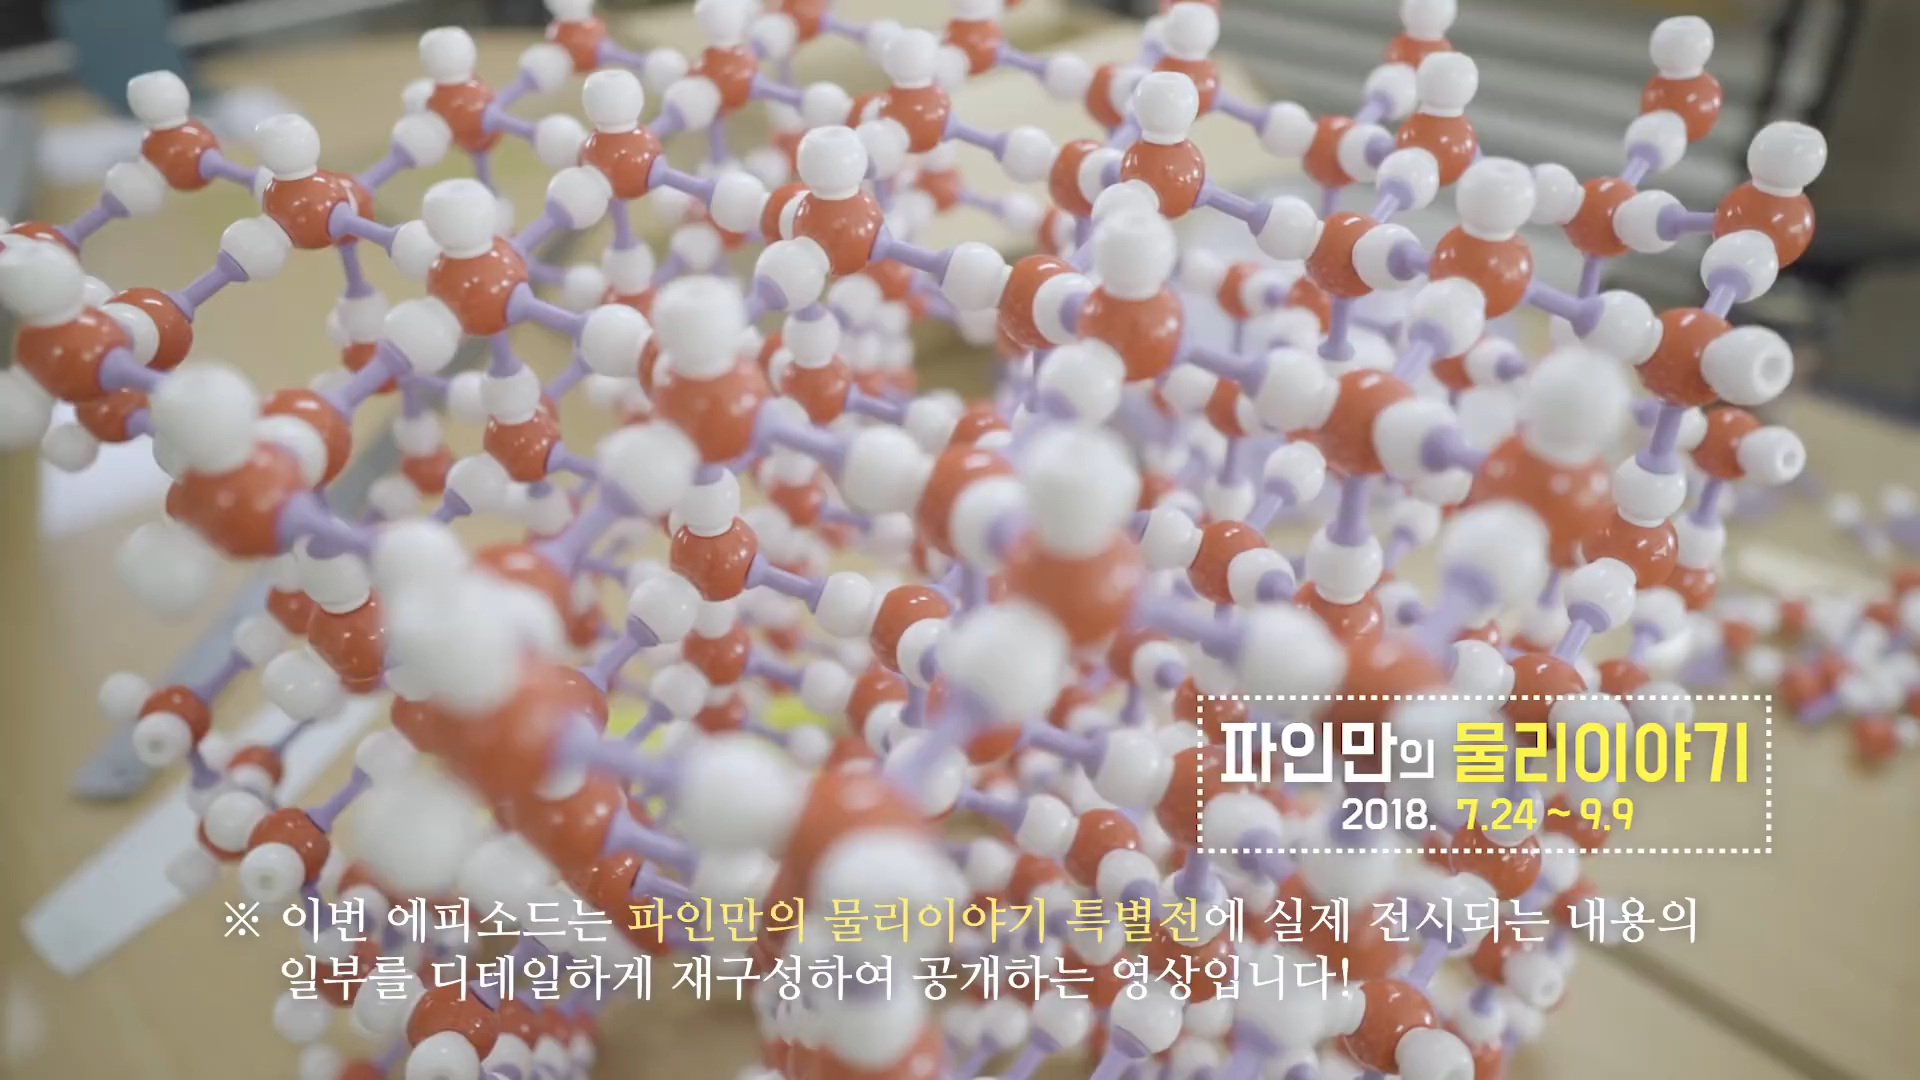 파인만의 물리이야기
2018. 7.24 ~ 9.9
※ 이번 에피소드는 파인만의 물리이야기 특별전에 실제 전시되는 내용의
일부를 디테일하게 재구성하여 공개하는 영상입니다!